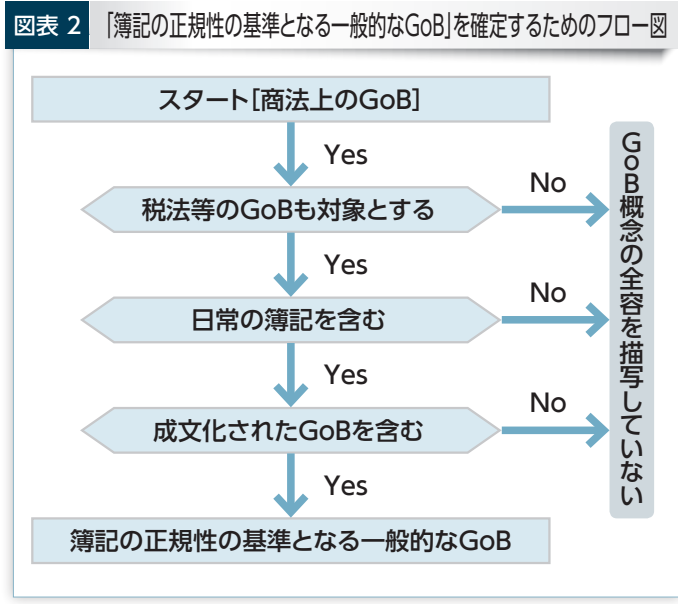 図表 2 「簿記の正規性の基準となる一般的なGoB」を確定するためのフロー図
スタート[商法上のGoB]
Yes
税法等のGoBも対象とする
No
Yes
日常の簿記を含む
No
Yes
成文化されたGoBを含む
No
Yes
簿記の正規性の基準となる一般的なGoB
GoB概念の全容を描写していない